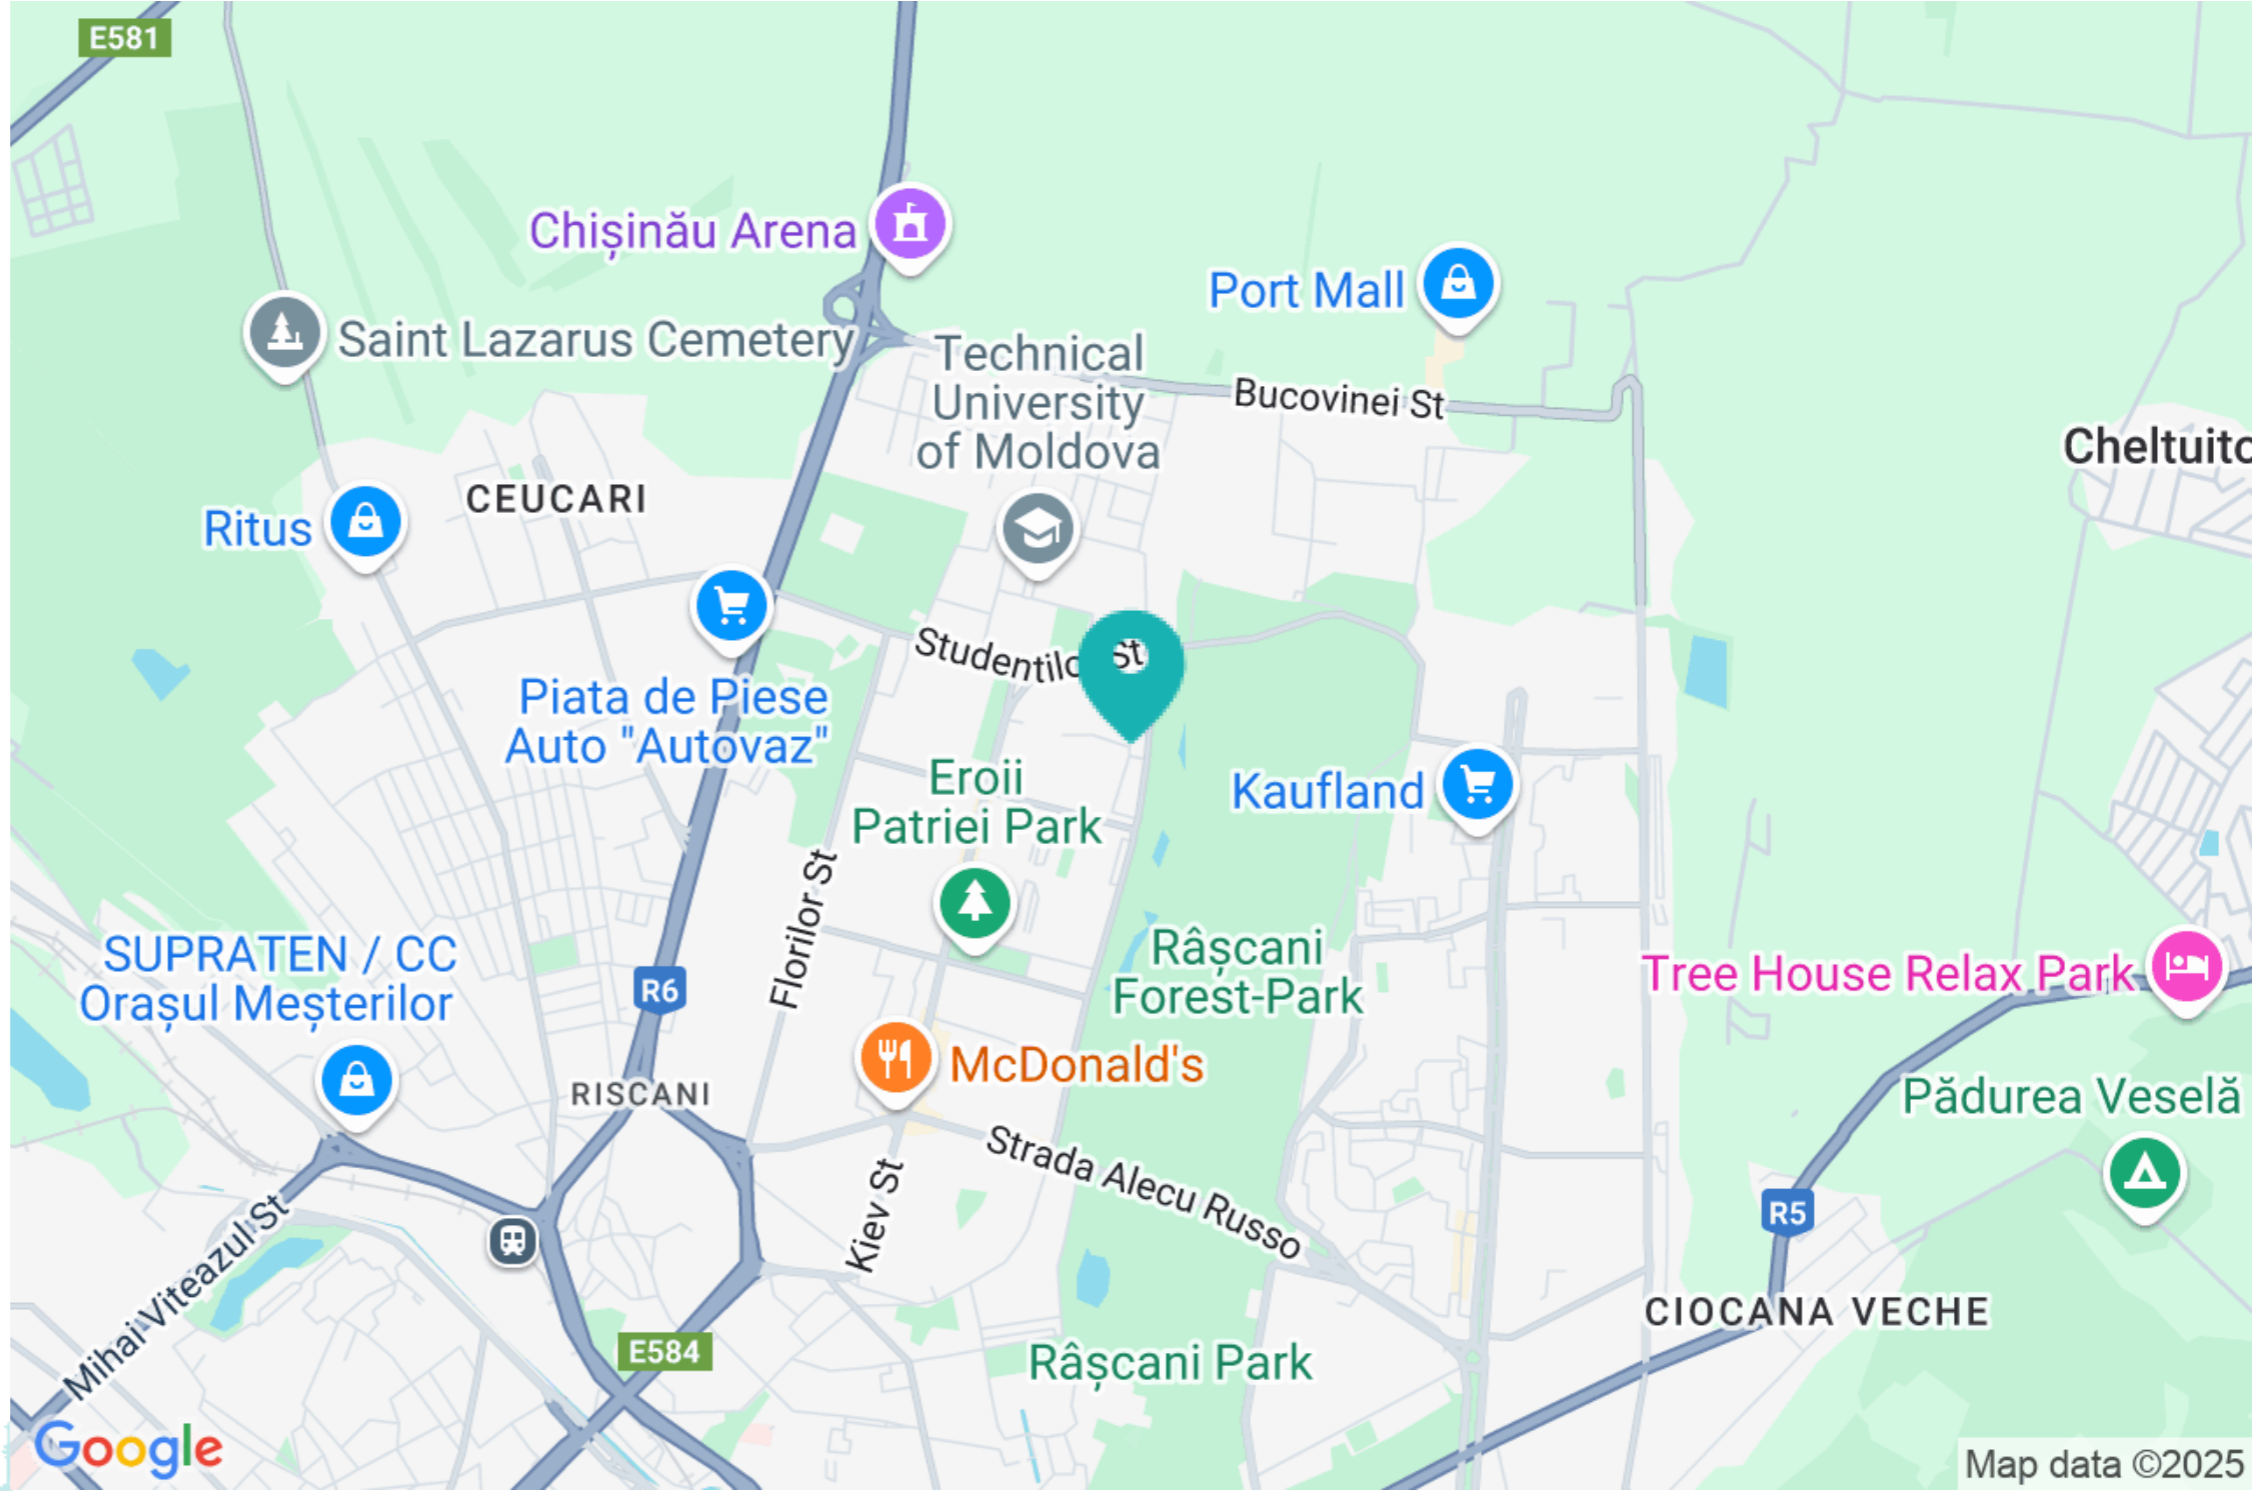 E581
Chișinău Arena
Port Mall
Saint Lazarus Cemetery
Technical
University
of Moldova
Bucovinei St
Cheltuito
CEUCARI
Ritus
Studentilo St
Piata de Piese
Auto "Autovaz"
Eroii
Patriei Park
Kaufland
Florilor St
SUPRATEN / CC
Orașul Meșterilor
Râșcani
Forest-Park
Tree House Relax Park
R6
McDonald's
RISCANI
Pădurea Veselă
Strada Alecu Russo
Kiev St
R5
Mihai Viteazul St
CIOCANA VECHE
E584
Râșcani Park
Google
Map data ©2025